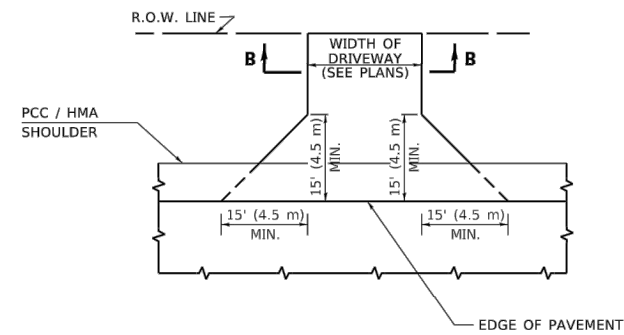 R.O.W. LINE
WIDTH OF
DRIVEWAY
(SEE PLANS)
B
B
PCC / HMA
SHOULDER
15' (4.5 m)
MIN.
15' (4.5 m)
MIN.
15' (4.5 m)
MIN.
15' (4.5 m)
MIN.
EDGE OF PAVEMENT